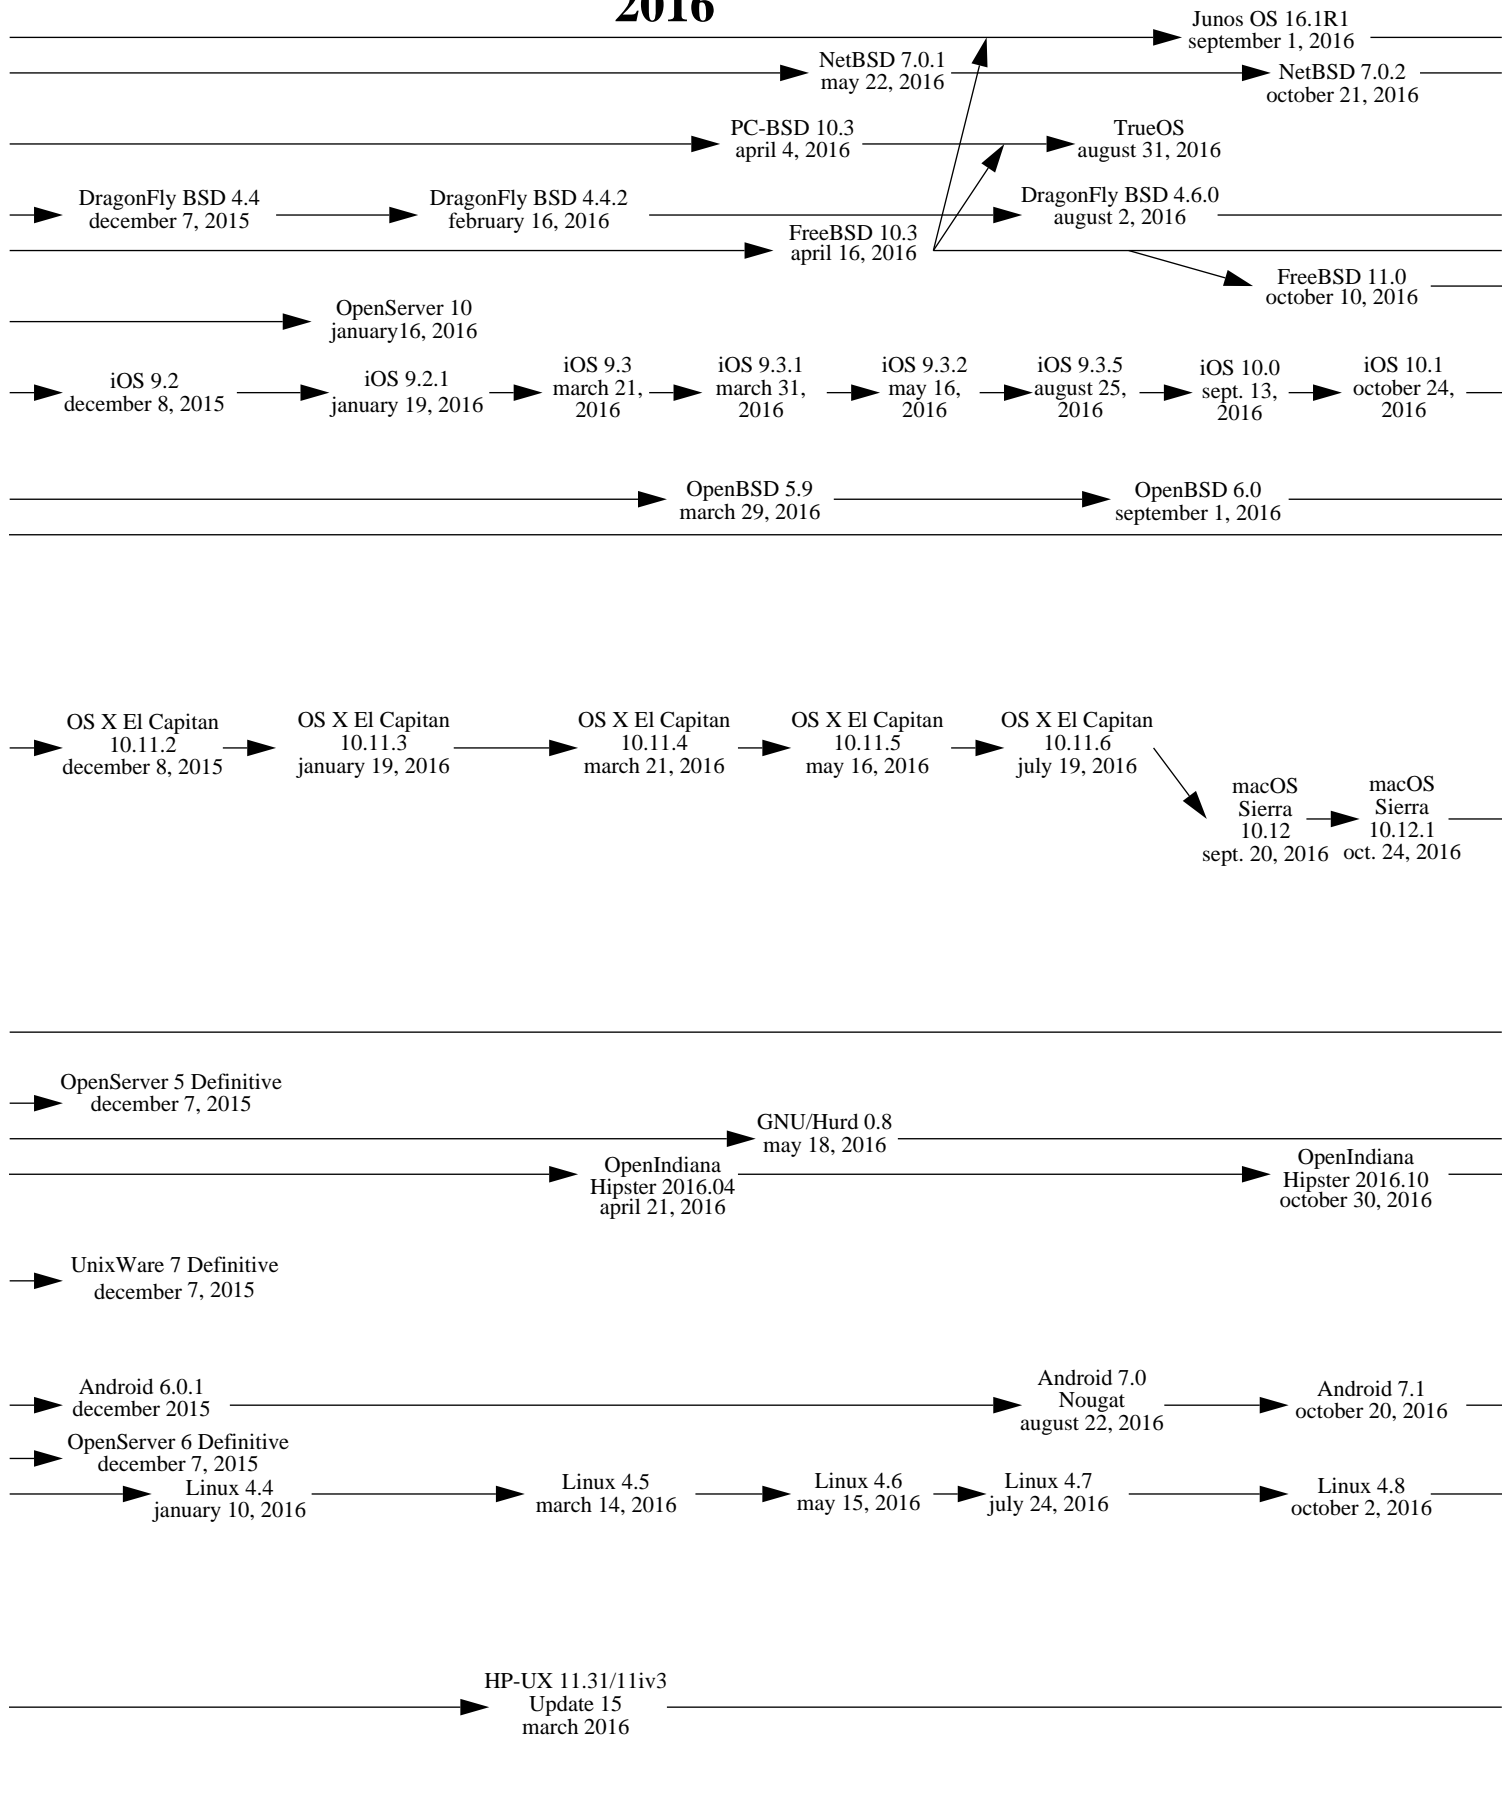 2016
Junos OS 16.1R1
september 1, 2016
NetBSD 7.0.1
may 22, 2016
NetBSD 7.0.2
october 21, 2016
PC-BSD 10.3
april 4, 2016
TrueOS
august 31, 2016
DragonFly BSD 4.4
december 7, 2015
DragonFly BSD 4.4.2
february 16, 2016
DragonFly BSD 4.6.0
august 2, 2016
FreeBSD 10.3
april 16, 2016
FreeBSD 11.0
october 10, 2016
OpenServer 10
january16, 2016
iOS 9.2
december 8, 2015
iOS 9.2.1
january 19, 2016
iOS 9.3
march 21,
2016
iOS 9.3.1
march 31,
2016
iOS 9.3.2
may 16,
2016
iOS 9.3.5
august 25,
2016
iOS 10.0
sept. 13,
2016
iOS 10.1
october 24,
2016
OpenBSD 5.9
march 29, 2016
OpenBSD 6.0
september 1, 2016
OS X El Capitan
10.11.2
december 8, 2015
OS X El Capitan
10.11.3
january 19, 2016
OS X El Capitan
10.11.4
march 21, 2016
OS X El Capitan
10.11.5
may 16, 2016
OS X El Capitan
10.11.6
july 19, 2016
macOS
Sierra
10.12
sept. 20, 2016
macOS
Sierra
10.12.1
oct. 24, 2016
OpenServer 5 Definitive
december 7, 2015
GNU/Hurd 0.8
may 18, 2016
OpenIndiana
Hipster 2016.04
april 21, 2016
OpenIndiana
Hipster 2016.10
october 30, 2016
UnixWare 7 Definitive
december 7, 2015
Android 6.0.1
december 2015
Android 7.0
Nougat
august 22, 2016
Android 7.1
october 20, 2016
OpenServer 6 Definitive
december 7, 2015
Linux 4.4
january 10, 2016
Linux 4.5
march 14, 2016
Linux 4.6
may 15, 2016
Linux 4.7
july 24, 2016
Linux 4.8
october 2, 2016
HP-UX 11.31/11iv3
Update 15
march 2016